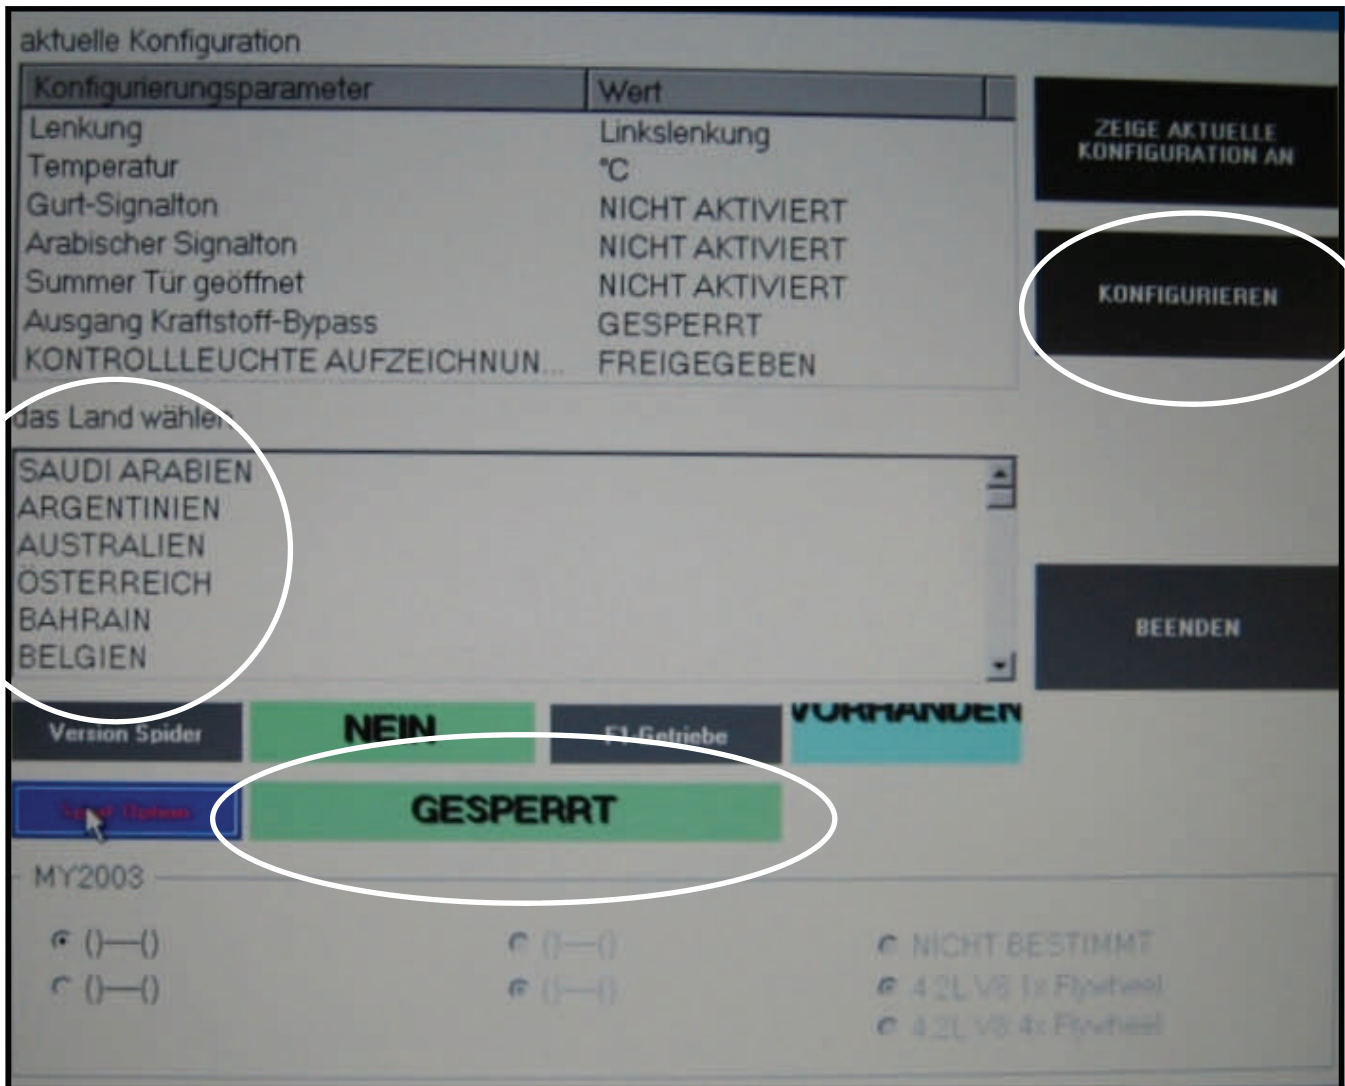 aktuelle Konfiguration
Konfigurierungsparameter Wert
Lenkung Linkslenkung
Temperatur °C
Gurt-Signalton NICHT AKTIVIERT
Arabischer Signalton NICHT AKTIVIERT
Summer Tür geöffnet NICHT AKTIVIERT
Ausgang Kraftstoff-Bypass GESPERRT
KONTROLLLEUCHTE AUFZEICHNUN... FREIGEGEBEN
ZEIGE AKTUELLE
KONFIGURATION AN
KONFIGURIEREN
das Land wählen
SAUDI ARABIEN
ARGENTINIEN
AUSTRALIEN
ÖSTERREICH
BAHRAIN
BELGIEN
BEENDEN
Version Spider NEIN F1-Getriebe VORHANDEN
GESPERRT
MY2003
()—() ()—() NICHT BESTIMMT
()—() ()—() 4.2L V8 1x Flywheel
4.2L V8 4x Flywheel